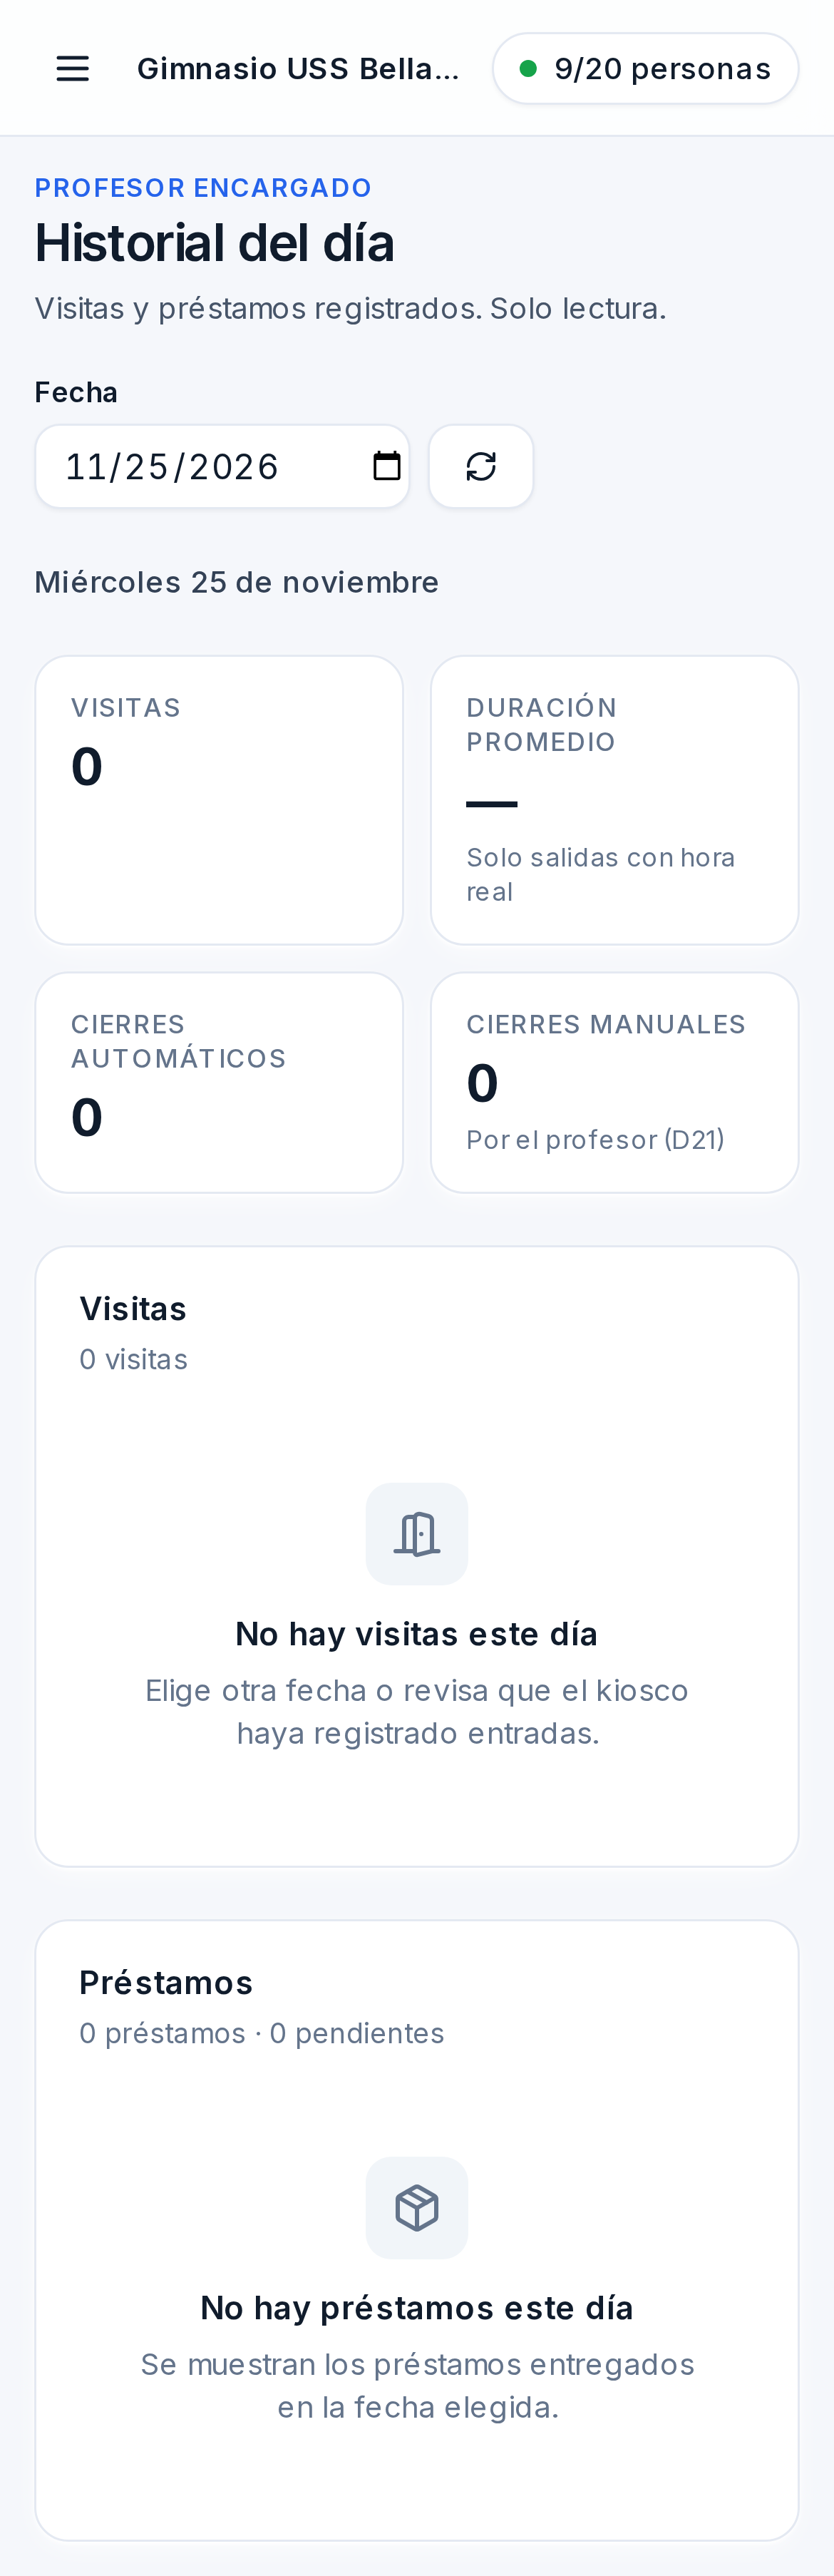 Gimnasio USS Bella...
9/20 personas
PROFESOR ENCARGADO
Historial del día
Visitas y préstamos registrados. Solo lectura.
Fecha
11/25/2026
Miércoles 25 de noviembre
VISITAS
0
DURACIÓN
PROMEDIO
—
Solo salidas con hora
real
CIERRES
AUTOMÁTICOS
0
CIERRES MANUALES
0
Por el profesor (D21)
Visitas
0 visitas
No hay visitas este día
Elige otra fecha o revisa que el kiosco
haya registrado entradas.
Préstamos
0 préstamos · 0 pendientes
No hay préstamos este día
Se muestran los préstamos entregados
en la fecha elegida.